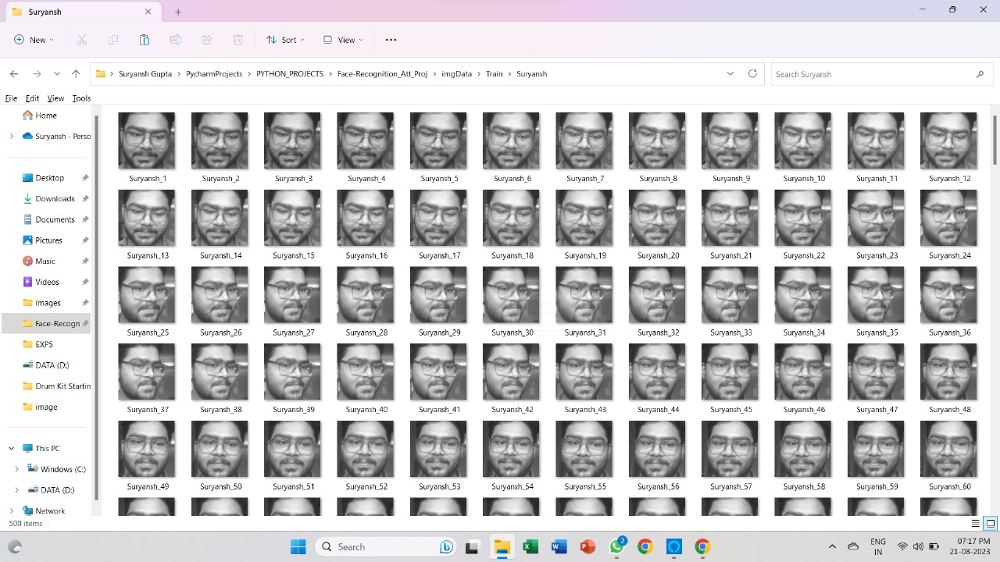 Suryansh
New
Sort
View
Suryansh Gupta
PycharmProjects
PYTHON_PROJECTS
Face-Recognition_Att_Proj
imgData
Train
Suryansh
Search Suryansh
File Edit View Tools
Home
Suryansh - Perso
Desktop
Downloads
Documents
Pictures
Music
Videos
images
Face-Recogn
EXP5
DATA (D:)
Drum Kit Startin
image
This PC
Windows (C:)
DATA (D:)
Network
Suryansh_1 Suryansh_2 Suryansh_3 Suryansh_4 Suryansh_5 Suryansh_6 Suryansh_7 Suryansh_8 Suryansh_9 Suryansh_10 Suryansh_11 Suryansh_12
Suryansh_13 Suryansh_14 Suryansh_15 Suryansh_16 Suryansh_17 Suryansh_18 Suryansh_19 Suryansh_20 Suryansh_21 Suryansh_22 Suryansh_23 Suryansh_24
Suryansh_25 Suryansh_26 Suryansh_27 Suryansh_28 Suryansh_29 Suryansh_30 Suryansh_31 Suryansh_32 Suryansh_33 Suryansh_34 Suryansh_35 Suryansh_36
Suryansh_37 Suryansh_38 Suryansh_39 Suryansh_40 Suryansh_41 Suryansh_42 Suryansh_43 Suryansh_44 Suryansh_45 Suryansh_46 Suryansh_47 Suryansh_48
Suryansh_49 Suryansh_50 Suryansh_51 Suryansh_52 Suryansh_53 Suryansh_54 Suryansh_55 Suryansh_56 Suryansh_57 Suryansh_58 Suryansh_59 Suryansh_60
500 items
Search
2
ENG
IN
07:17 PM
21-08-2023